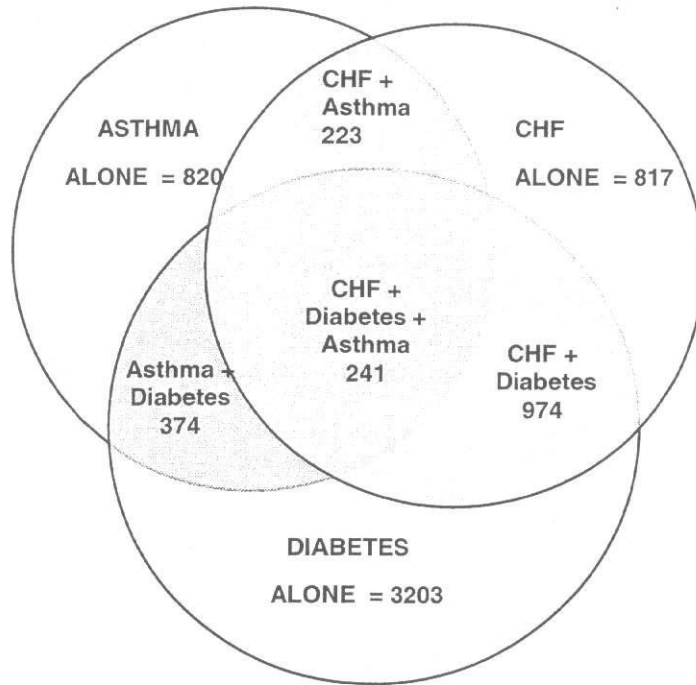 CHF +
Asthma
223
ASTHMA
ALONE = 820
CHF
ALONE = 817
CHF +
Diabetes +
Asthma
241
Asthma +
Diabetes
374
CHF +
Diabetes
974
DIABETES
ALONE = 3203